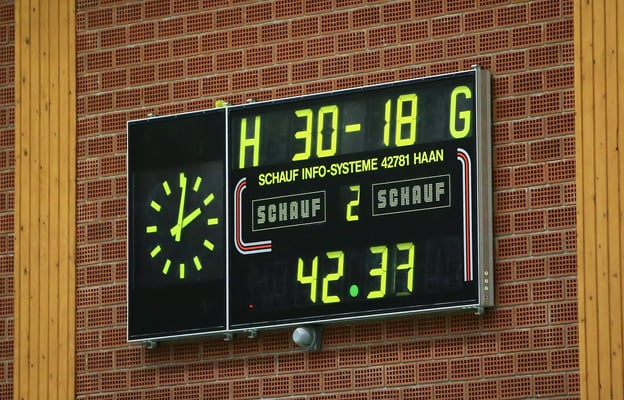 H 30-18 G
SCHAUF INFO-SYSTEME 42781 HAAN
SCHAUF 2 SCHAUF
42.37